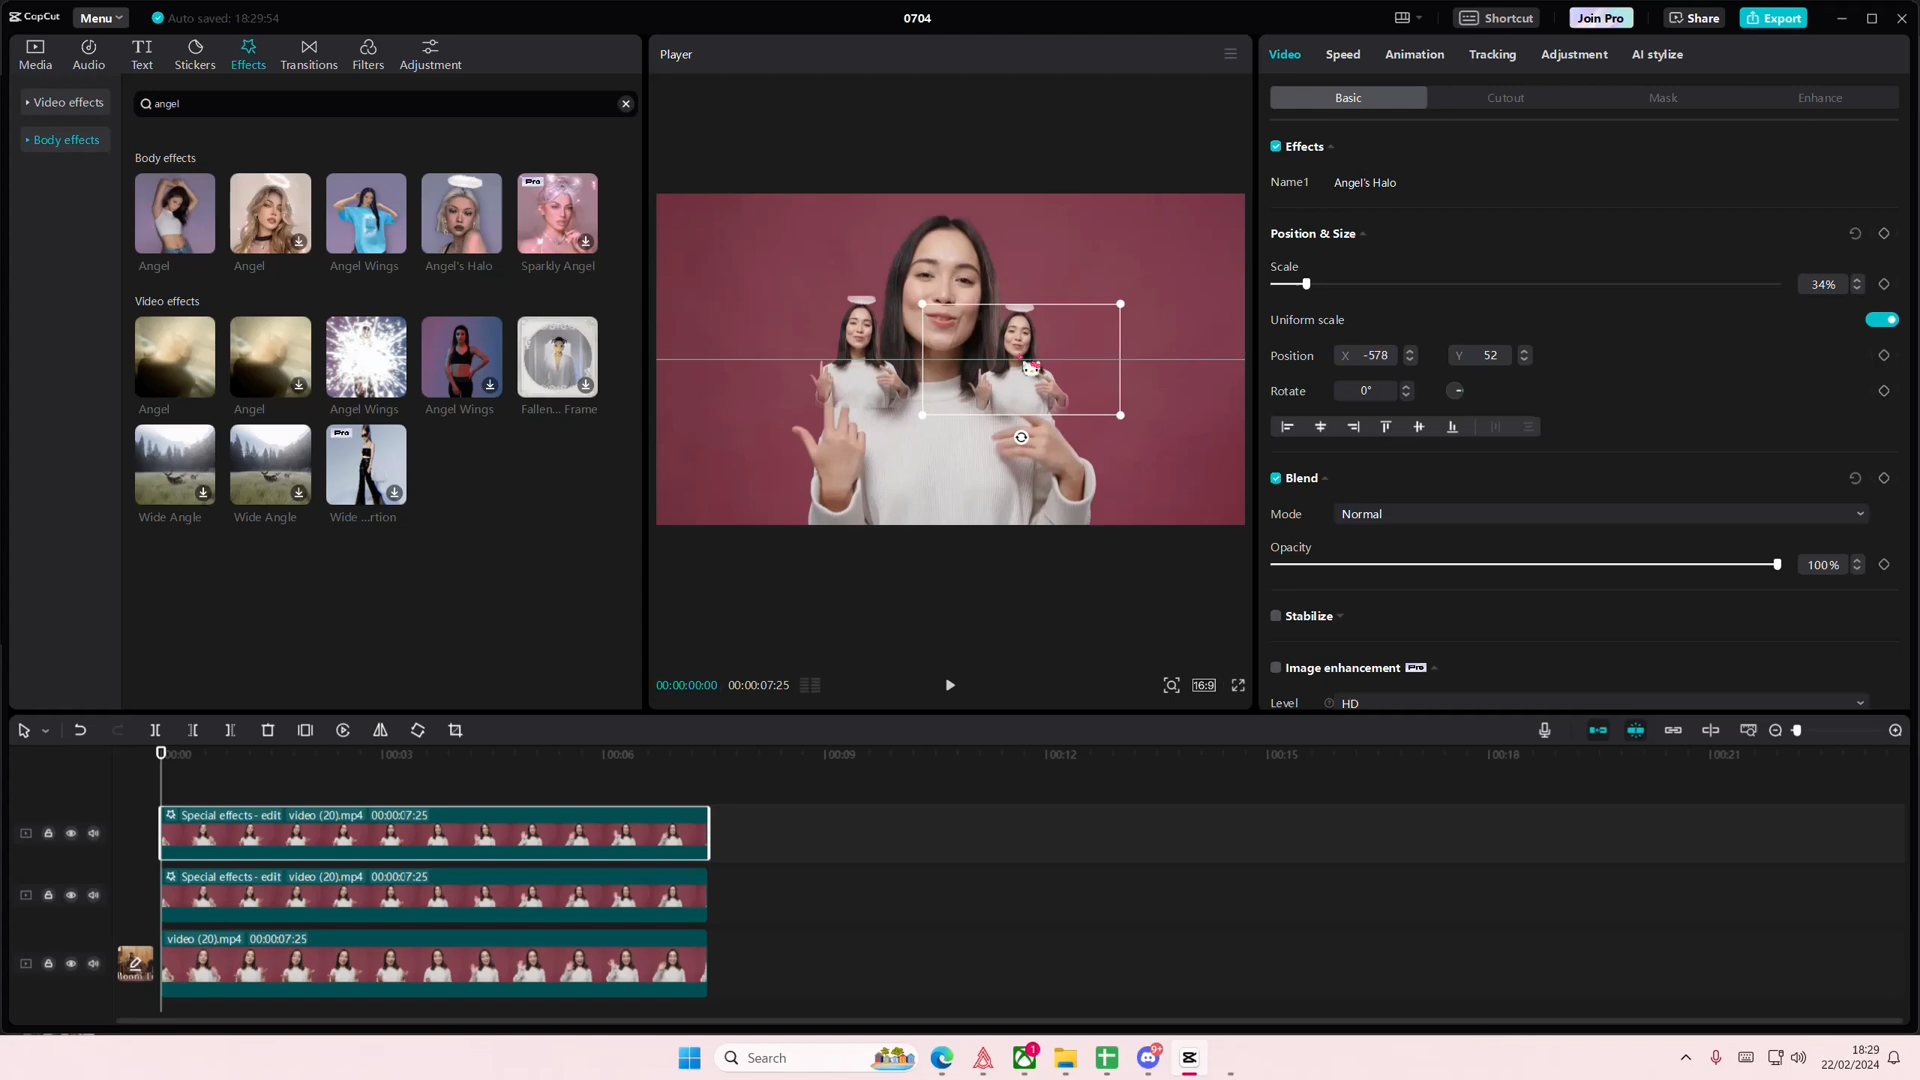 CapCut Menu Auto saved: 18:29:54 0704 Shortcut Join Pro Share Export
Media Audio Text Stickers Effects Transitions Filters Adjustment
Video effects
Body effects
angel
Body effects
Pro
Angel Angel Angel Wings Angel's Halo Sparkly Angel
Video effects
Angel Angel Angel Wings Angel Wings Fallen... Frame
Pro
Wide Angle Wide Angle Wide ...rtion
Player
00:00:00:00 00:00:07:25 16:9
Video Speed Animation Tracking Adjustment AI stylize
Basic Cutout Mask Enhance
Effects
Name1 Angel's Halo
Position & Size
Scale
34%
Uniform scale
Position X -578 Y 52
Rotate 0°
Blend
Mode Normal
Opacity
100%
Stabilize
Image enhancement Pro
Level HD
00:00 00:03 00:06 00:09 00:12 00:15 00:18 00:21
Special effects - edit video (20).mp4 00:00:07:25
Special effects - edit video (20).mp4 00:00:07:25
video (20).mp4 00:00:07:25
Search
1
9+
18:29
22/02/2024